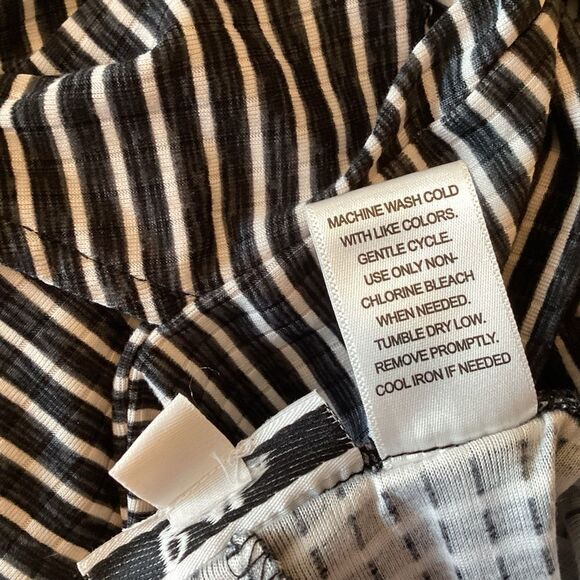 MACHINE WASH COLD
WITH LIKE COLORS.
GENTLE CYCLE.
USE ONLY NON-
CHLORINE BLEACH
WHEN NEEDED.
TUMBLE DRY LOW.
REMOVE PROMPTLY.
COOL IRON IF NEEDED